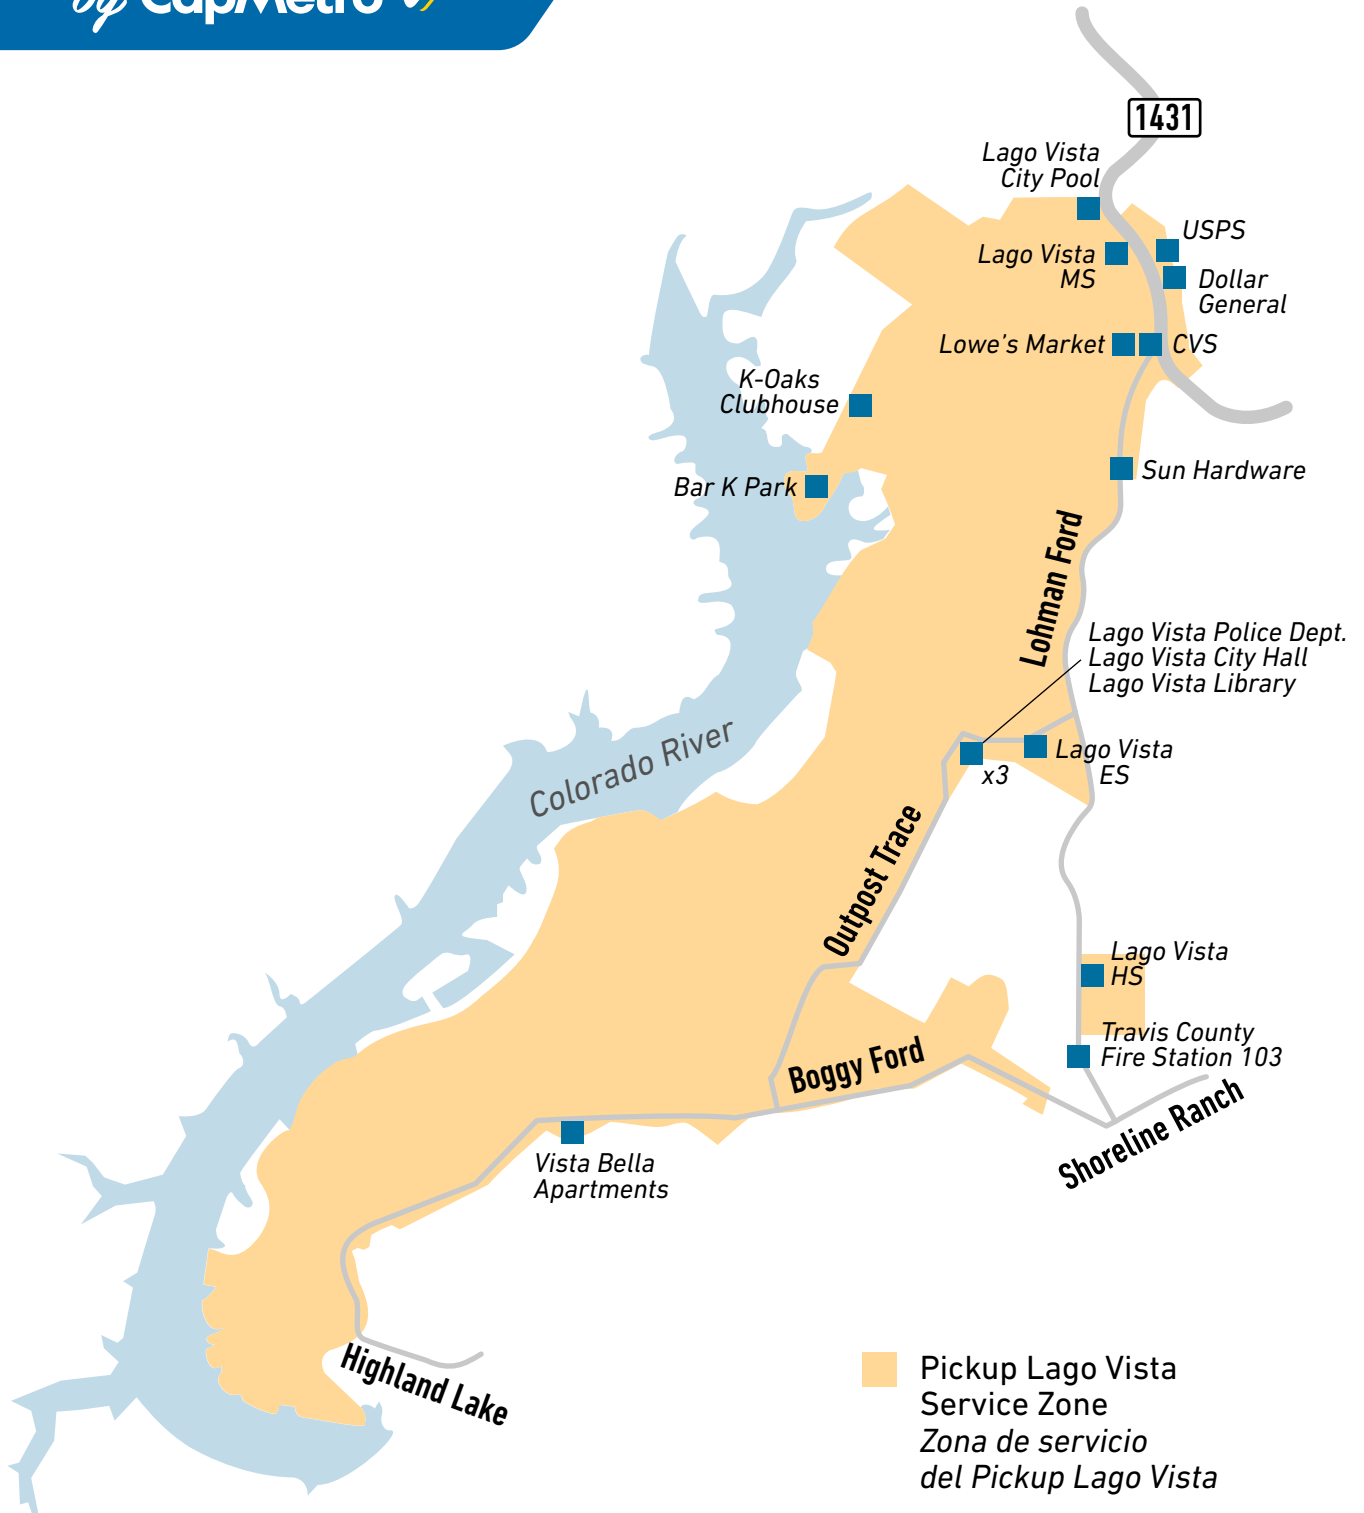 by CapMetro
1431
Lago Vista
City Pool
USPS
Lago Vista
MS
Dollar
General
Lowe's Market
CVS
K-Oaks
Clubhouse
Bar K Park
Sun Hardware
Lohman Ford
Lago Vista Police Dept.
Lago Vista City Hall
Lago Vista Library
x3
Lago Vista
ES
Colorado River
Outpost Trace
Lago Vista
HS
Travis County
Fire Station 103
Boggy Ford
Shoreline Ranch
Vista Bella
Apartments
Highland Lake
Pickup Lago Vista
Service Zone
Zona de servicio
del Pickup Lago Vista